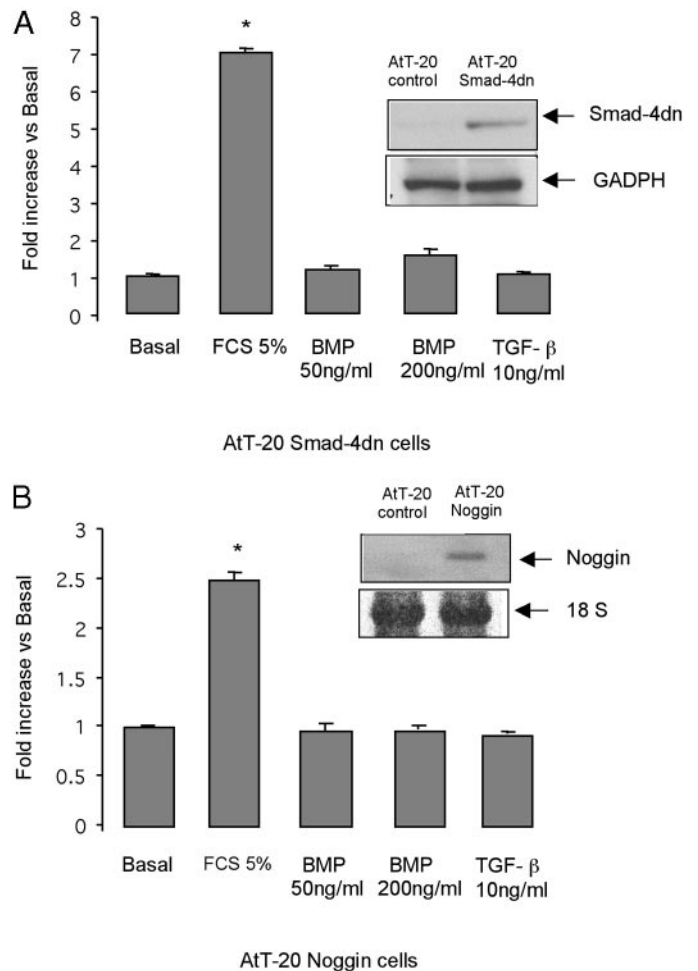 A
Fold increase vs Basal
8
7
6
5
4
3
2
1
0
*
AtT-20 AtT-20
control Smad-4dn
Smad-4dn
GADPH
Basal FCS 5% BMP BMP TGF- β
50ng/ml 200ng/ml 10ng/ml
AtT-20 Smad-4dn cells
B
Fold increase vs Basal
3
2.5
2
1.5
1
0.5
0
*
AtT-20 AtT-20
control Noggin
Noggin
18 S
Basal FCS 5% BMP BMP TGF- β
50ng/ml 200ng/ml 10ng/ml
AtT-20 Noggin cells